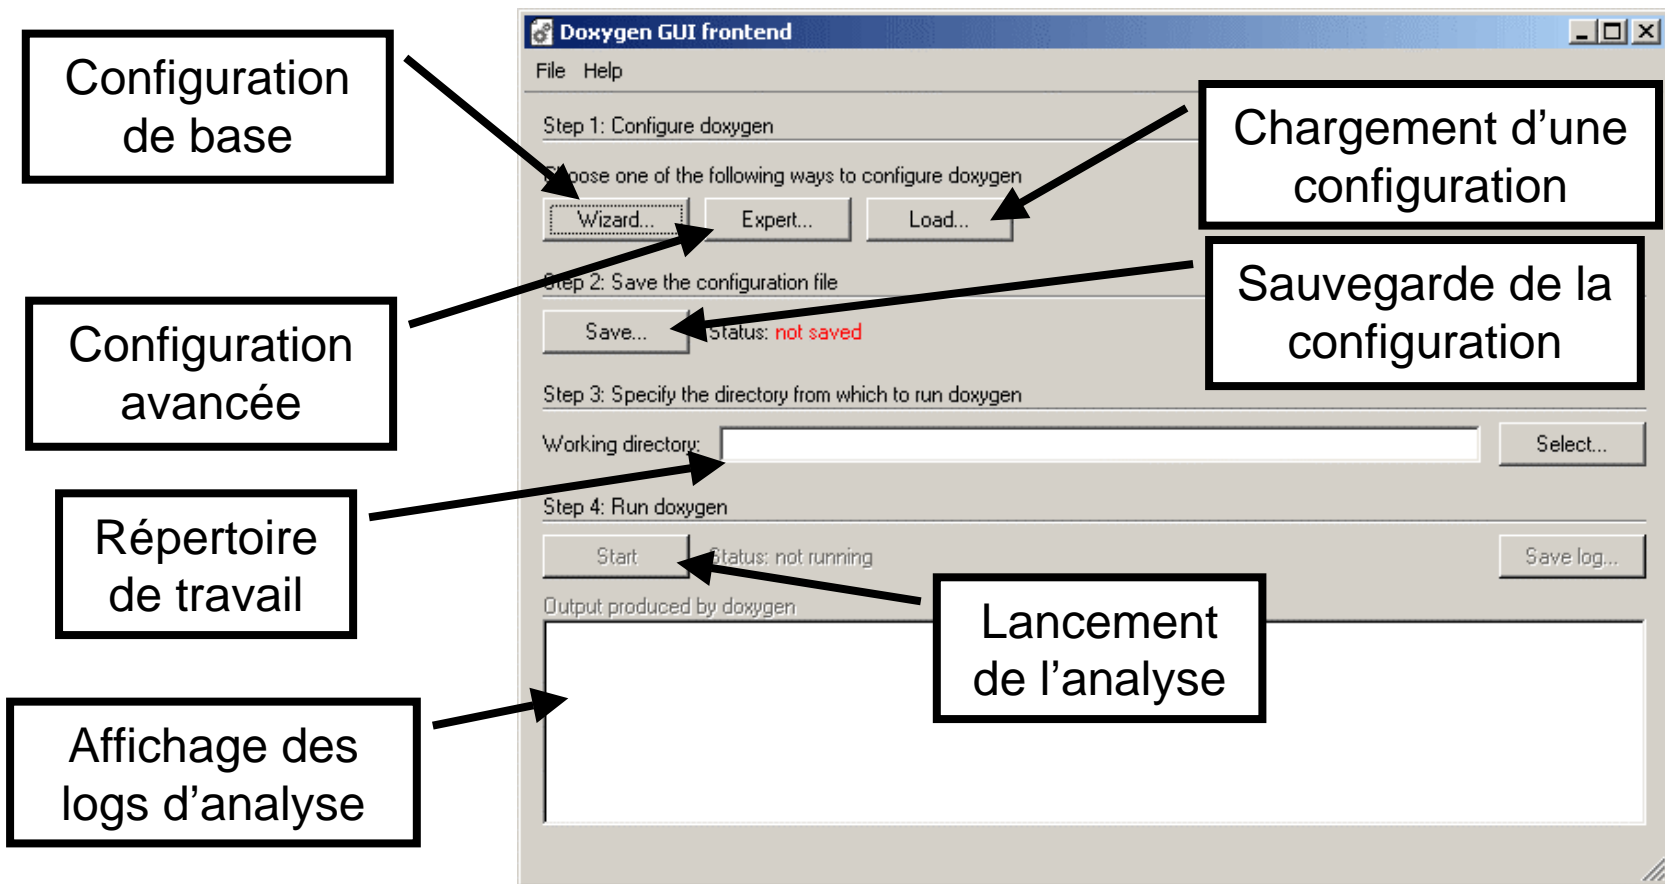 Doxygen GUI frontend
File Help
Configuration
de base
Step 1: Configure doxygen
Chargement d’une
configuration
Choose one of the following ways to configure doxygen
Wizard... Expert... Load...
Step 2: Save the configuration file
Sauvegarde de la
configuration
Configuration
avancée
Save... Status: not saved
Step 3: Specify the directory from which to run doxygen
Working directory: Select...
Répertoire
de travail
Step 4: Run doxygen
Start Status: not running Save log...
Lancement
de l’analyse
Output produced by doxygen
Affichage des
logs d’analyse